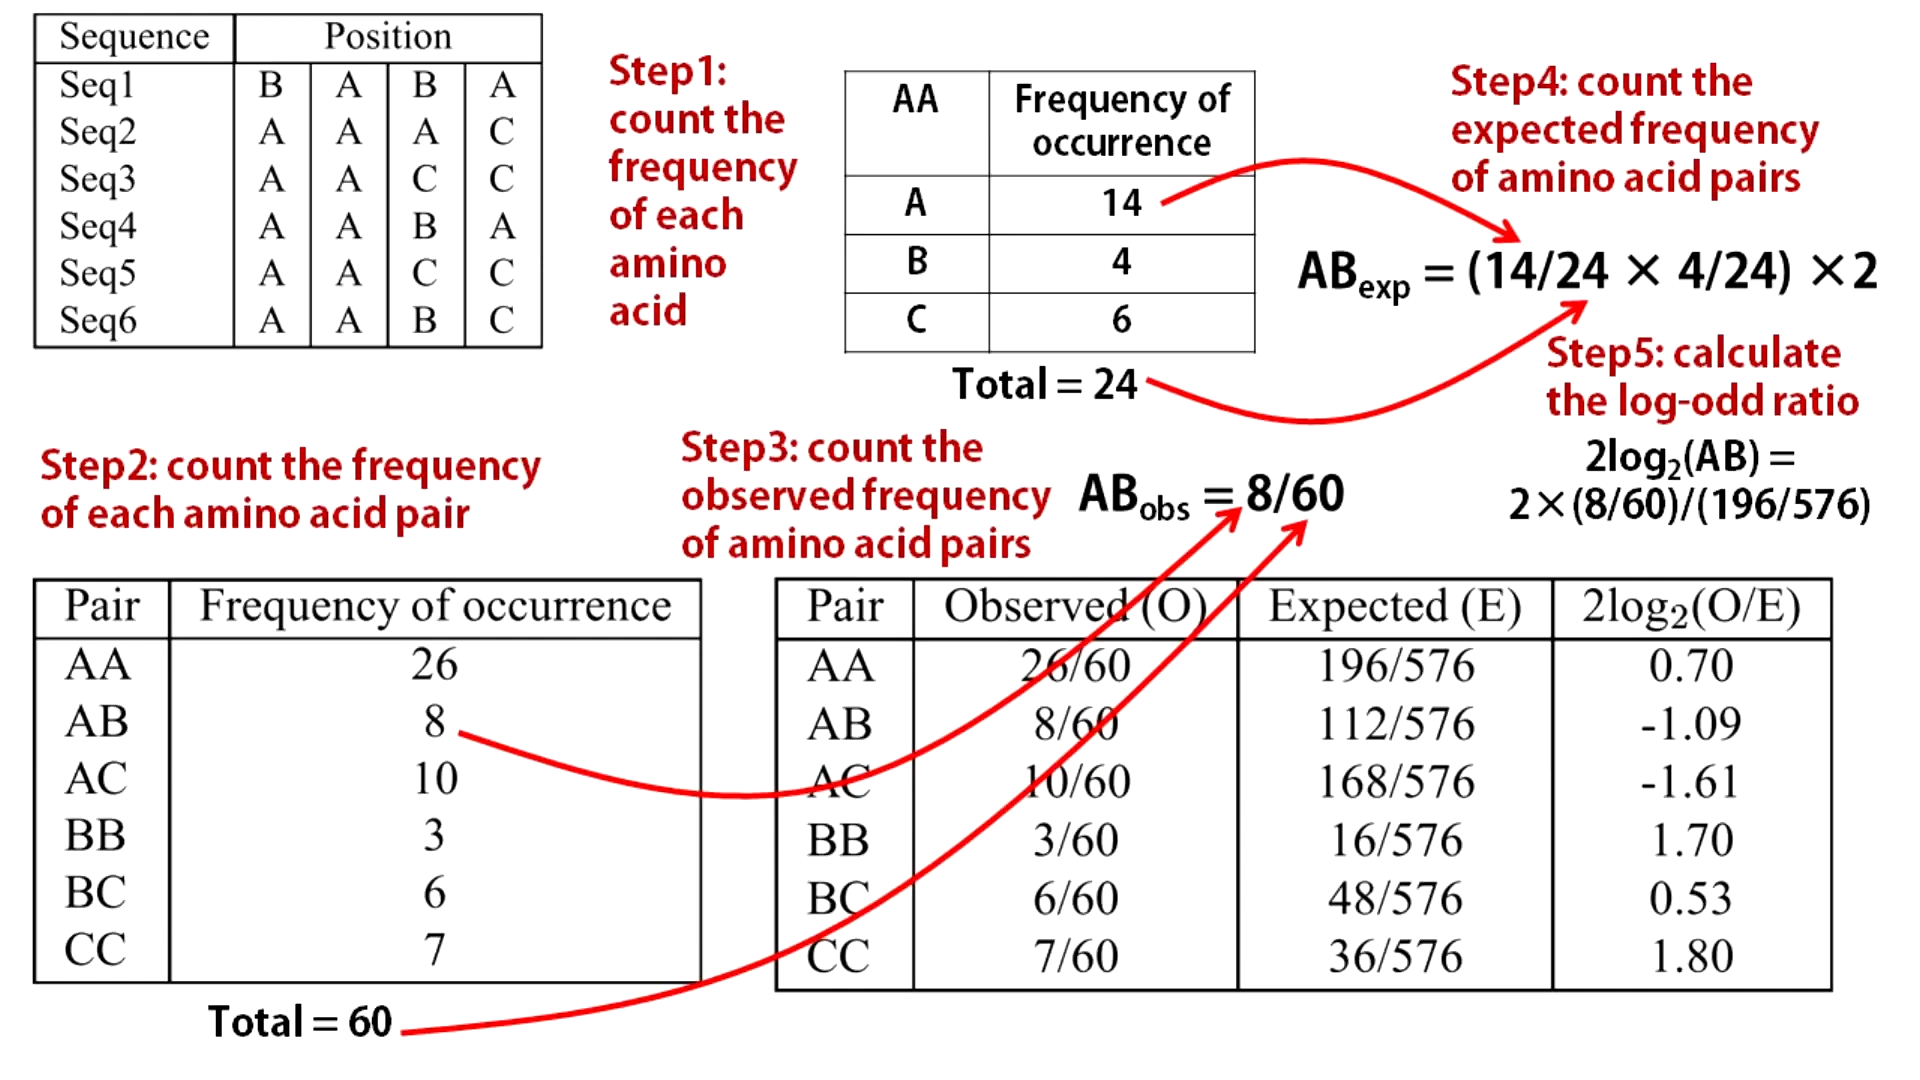 Sequence Position
Seq1 B A B A
Seq2 A A A C
Seq3 A A C C
Seq4 A A B A
Seq5 A A C C
Seq6 A A B C
Step1:
count the
frequency
of each
amino
acid
AA Frequency of
occurrence
A 14
B 4
C 6
Total = 24
Step4: count the
expected frequency
of amino acid pairs
ABexp = (14/24 × 4/24) ×2
Step5: calculate
the log-odd ratio
2log₂(AB) =
2×(8/60)/(196/576)
Step2: count the frequency
of each amino acid pair
Step3: count the
observed frequency
of amino acid pairs
ABobs = 8/60
Pair Frequency of occurrence
AA 26
AB 8
AC 10
BB 3
BC 6
CC 7
Total = 60
Pair Observed (O) Expected (E) 2log₂(O/E)
AA 26/60 196/576 0.70
AB 8/60 112/576 -1.09
AC 10/60 168/576 -1.61
BB 3/60 16/576 1.70
BC 6/60 48/576 0.53
CC 7/60 36/576 1.80